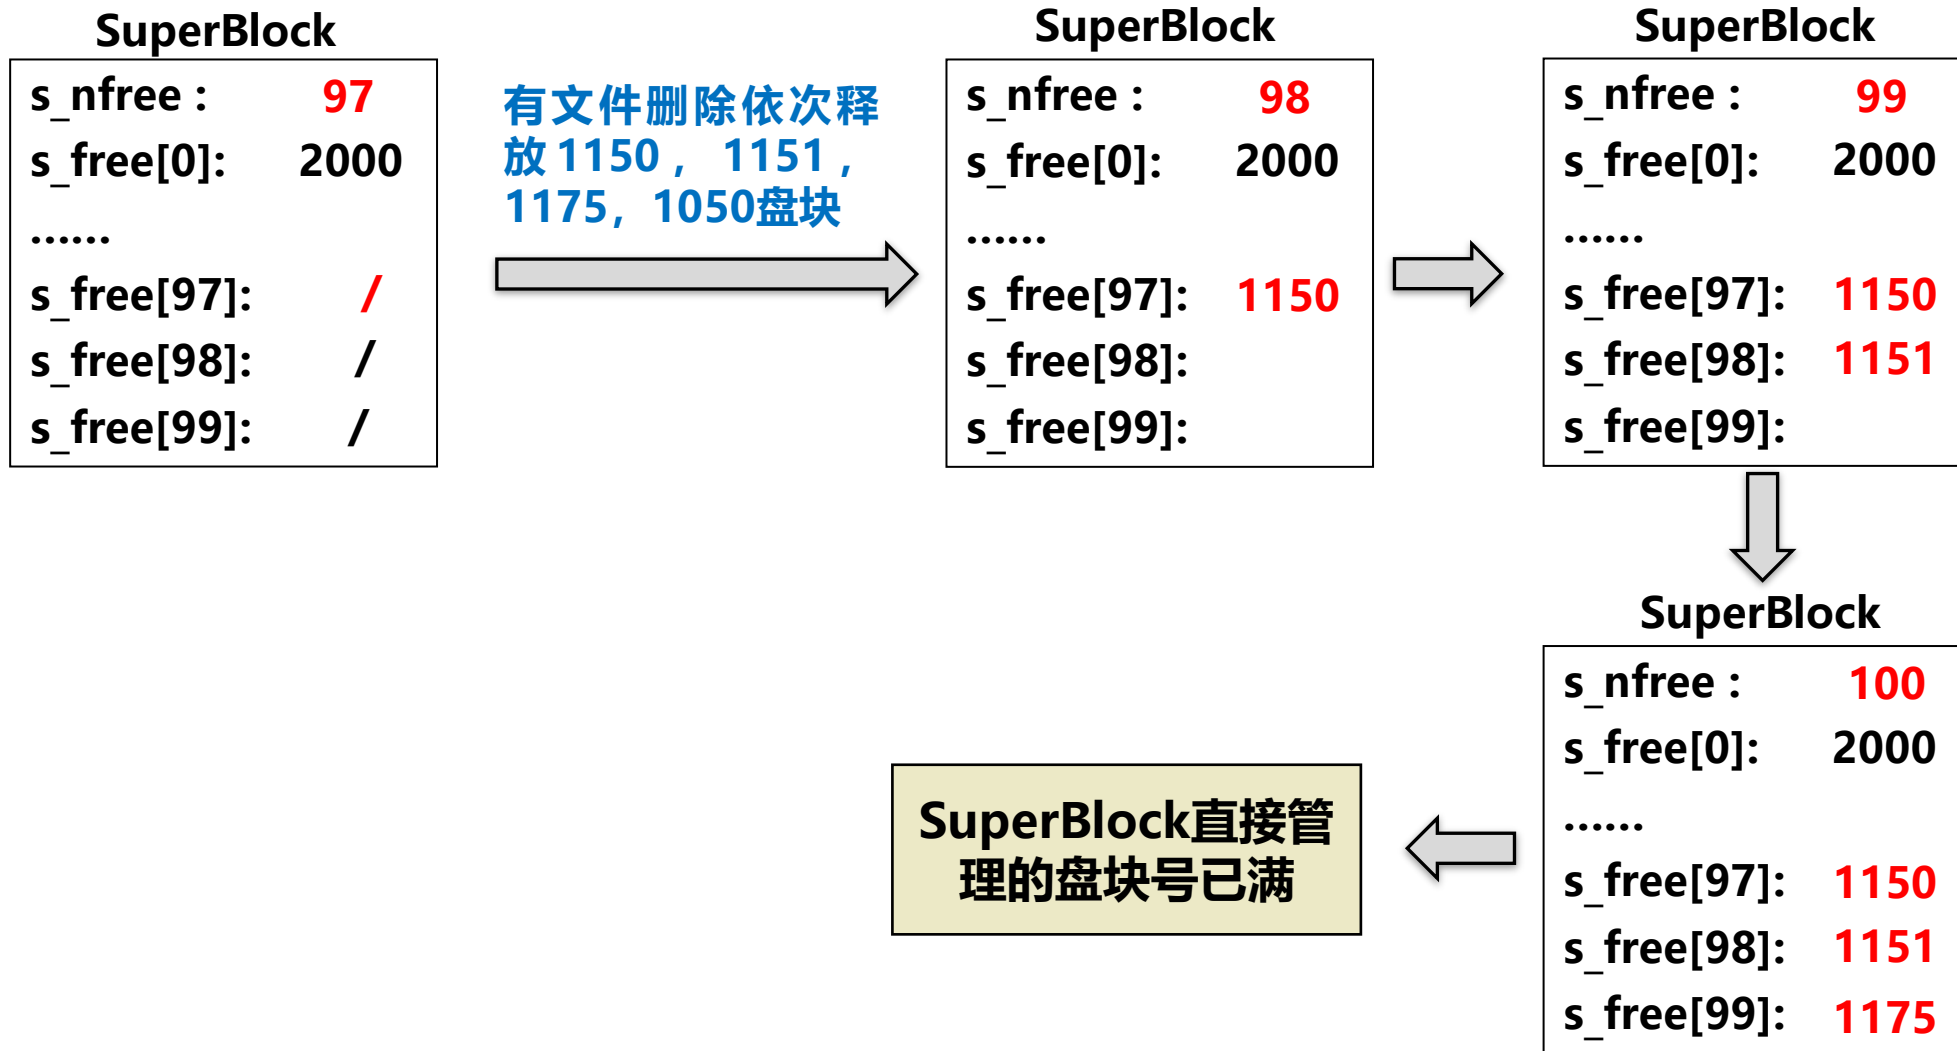 SuperBlock
s_nfree : 97
s_free[0]: 2000
......
s_free[97]: /
s_free[98]: /
s_free[99]: /
有文件删除依次释
放 1150 ， 1151 ，
1175，1050盘块
SuperBlock
s_nfree : 98
s_free[0]: 2000
......
s_free[97]: 1150
s_free[98]:
s_free[99]:
SuperBlock
s_nfree : 99
s_free[0]: 2000
......
s_free[97]: 1150
s_free[98]: 1151
s_free[99]:
SuperBlock
s_nfree : 100
s_free[0]: 2000
......
s_free[97]: 1150
s_free[98]: 1151
s_free[99]: 1175
SuperBlock直接管
理的盘块号已满